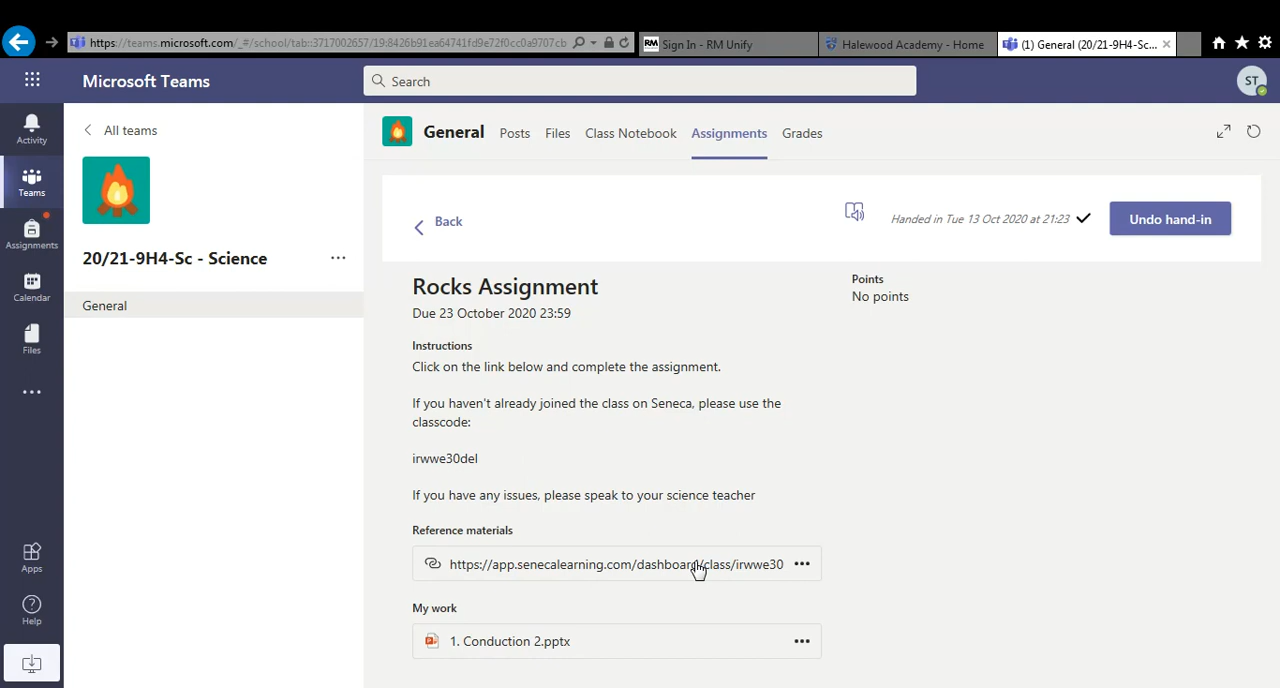 https://teams.microsoft.com/_#/school/tab::3717002657/19:8426b91ea64741fd9e72f0cc0a9707cb
Sign In - RM Unify
Halewood Academy - Home
(1) General (20/21-9H4-Sc...
Microsoft Teams
Search
ST
Activity
Teams
Assignments
Calendar
Files
Apps
Help
All teams
20/21-9H4-Sc - Science
General
General
Posts
Files
Class Notebook
Assignments
Grades
Back
Handed in Tue 13 Oct 2020 at 21:23
Undo hand-in
Rocks Assignment
Due 23 October 2020 23:59
Points
No points
Instructions
Click on the link below and complete the assignment.
If you haven't already joined the class on Seneca, please use the
classcode:
irwwe30del
If you have any issues, please speak to your science teacher
Reference materials
https://app.senecalearning.com/dashboard/class/irwwe30
My work
1. Conduction 2.pptx